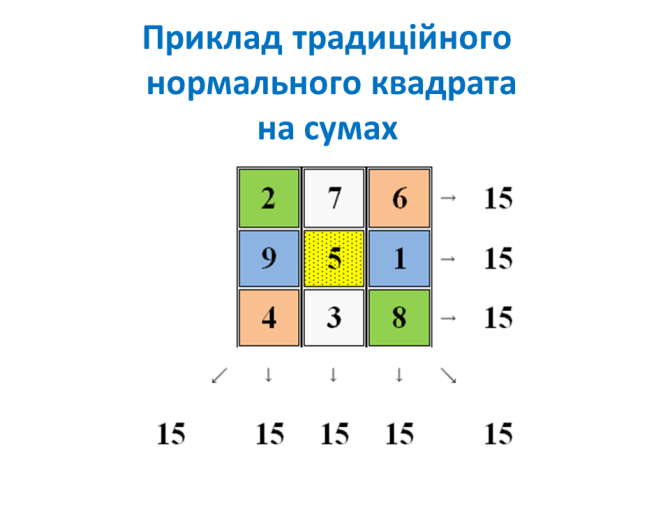 Приклад традиційного
нормального квадрата
на сумах
2 7 6 → 15
9 5 1 → 15
4 3 8 → 15
↙ ↓ ↓ ↓ ↘
15 15 15 15 15